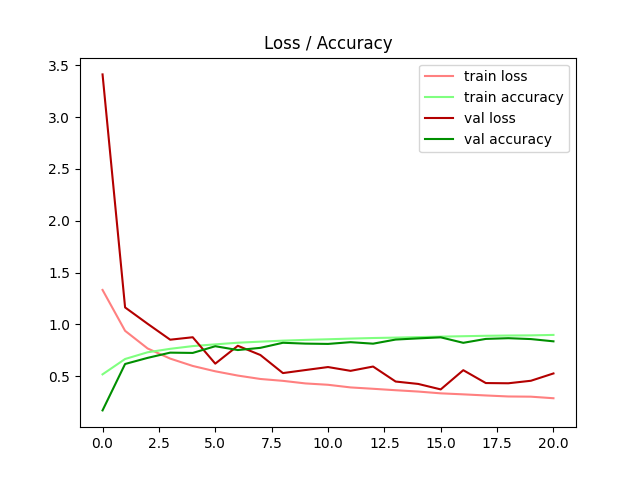 Loss / Accuracy
train loss
train accuracy
val loss
val accuracy
3.5
3.0
2.5
2.0
1.5
1.0
0.5
0.0 2.5 5.0 7.5 10.0 12.5 15.0 17.5 20.0